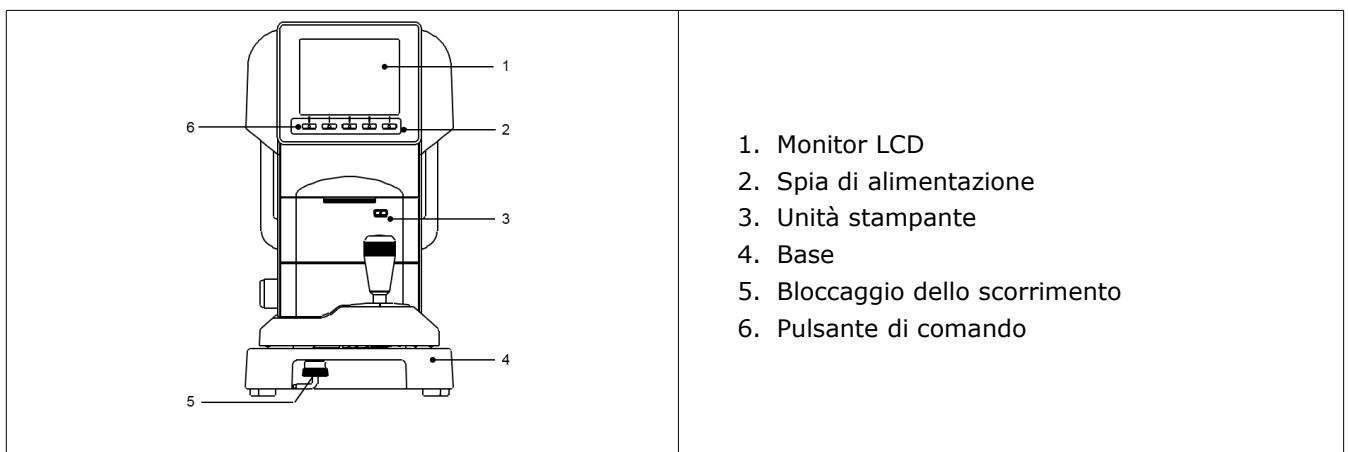 1
6
2
3
4
5
1. Monitor LCD
2. Spia di alimentazione
3. Unità stampante
4. Base
5. Bloccaggio dello scorrimento
6. Pulsante di comando